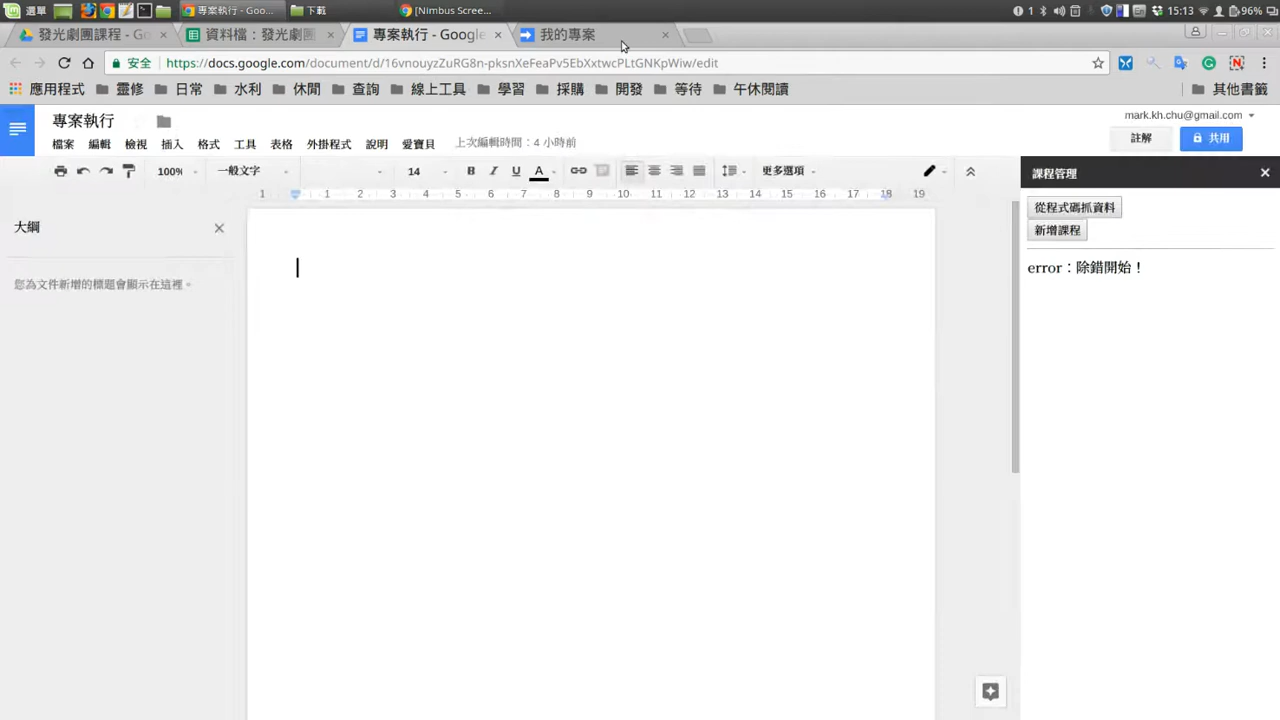 選單 專案執行 - Goo... 下載 [Nimbus Scree... 1 En 15:13 96%
發光劇團課程 - Go 資料檔：發光劇團 專案執行 - Google 我的專案
安全 https://docs.google.com/document/d/16vnouyzZuRG8n-pksnXeFeaPv5EbXxtwcPLtGNKpWiw/edit
應用程式 靈修 日常 水利 休閒 查詢 線上工具 學習 採購 開發 等待 午休閱讀 其他書籤
專案執行 mark.kh.chu@gmail.com
檔案 編輯 檢視 插入 格式 工具 表格 外掛程式 說明 愛寶貝 上次編輯時間：4 小時前 註解 共用
100% 一般文字 14 B I U A 更多選項 課程管理
1 1 2 3 4 5 6 7 8 9 10 11 12 13 14 15 16 17 18 19
從程式碼抓資料
大綱
新增課程
error：除錯開始！
您為文件新增的標題會顯示在這裡。